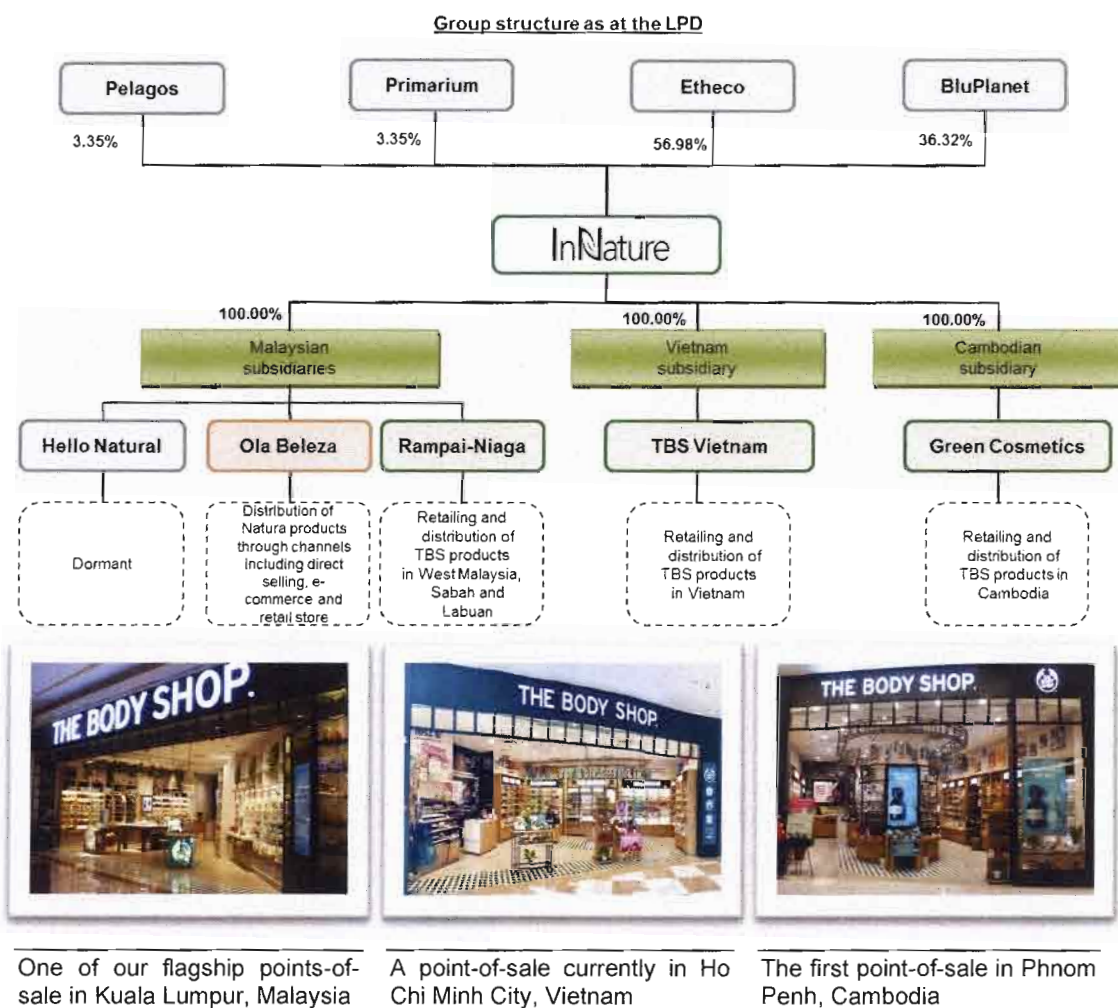 Group structure as at the LPD
Pelagos
Primarium
Etheco
BluPlanet
3.35%
3.35%
56.98%
36.32%
InNature
100.00%
100.00%
100.00%
Malaysian
subsidiaries
Vietnam
subsidiary
Cambodian
subsidiary
Hello Natural
Ola Beleza
Rampai-Niaga
TBS Vietnam
Green Cosmetics
Dormant
Distribution of
Natura products
through channels
including direct
selling, e-
commerce and
retail store
Retailing and
distribution of
TBS products
in West Malaysia,
Sabah and
Labuan
Retailing and
distribution of
TBS products
in Vietnam
Retailing and
distribution of
TBS products in
Cambodia
THE BODY SHOP.
THE BODY SHOP.
THE BODY SHOP.
One of our flagship points-of-
sale in Kuala Lumpur, Malaysia
A point-of-sale currently in Ho
Chi Minh City, Vietnam
The first point-of-sale in Phnom
Penh, Cambodia